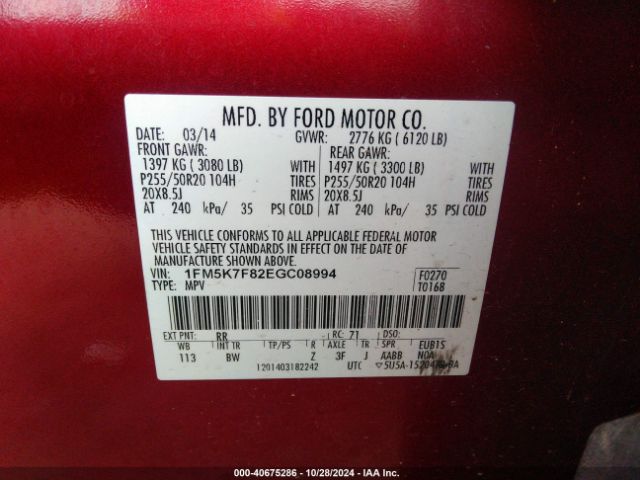 MFD. BY FORD MOTOR CO.
DATE: 03/14 GVWR: 2776 KG ( 6120 LB)
FRONT GAWR: REAR GAWR:
1397 KG ( 3080 LB) WITH 1497 KG ( 3300 LB) WITH
P255/50R20 104H TIRES P255/50R20 104H TIRES
20X8.5J RIMS 20X8.5J RIMS
AT 240 kPa/ 35 PSI COLD AT 240 kPa/ 35 PSI COLD
THIS VEHICLE CONFORMS TO ALL APPLICABLE FEDERAL MOTOR
VEHICLE SAFETY STANDARDS IN EFFECT ON THE DATE OF
MANUFACTURE SHOWN ABOVE.
VIN: 1FM5K7F82EGC08994 F0270
TYPE: MPV T0168
EXT PNT: RR RC: 71 DSO:
WB INT TR TP/PS R AXLE TR SPR EUB1S
113 BW Z 3F J AABB N0A
1201403182242 UTC
000-40675286 | 10/28/2024 | IAA Inc.